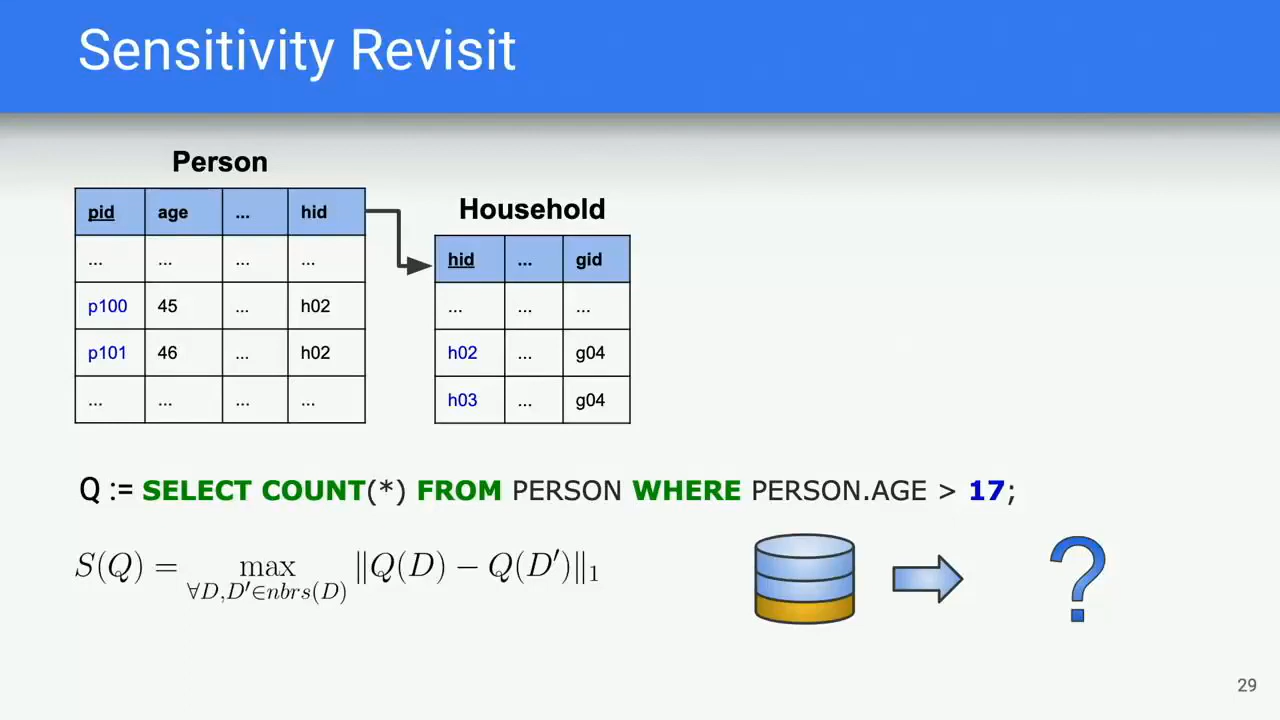 Sensitivity Revisit
Person
pid age ... hid
... ... ... ...
p100 45 ... h02
p101 46 ... h02
... ... ... ...
Household
hid ... gid
... ... ...
h02 ... g04
h03 ... g04
Q := SELECT COUNT(*) FROM PERSON WHERE PERSON.AGE > 17;
S(Q) = max ∀D,D′∈nbrs(D) ‖Q(D) − Q(D′)‖₁
?
29